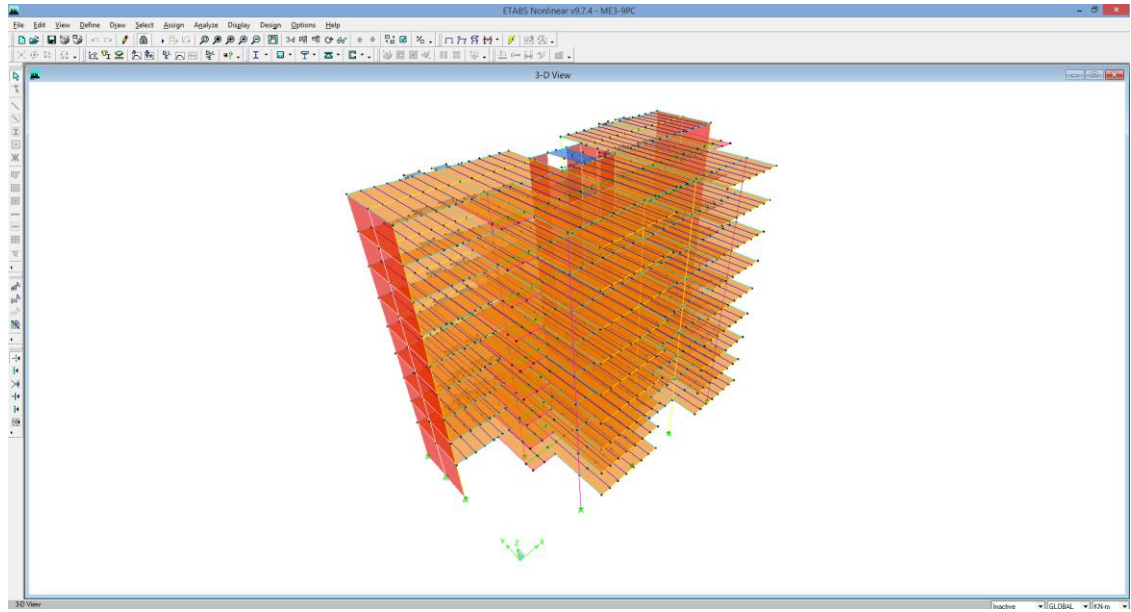 ETABS Nonlinear v9.7.4 - ME3-9PC
File Edit View Define Draw Select Assign Analyze Display Design Options Help
3-d
3-D View
Y Z X
3-D View
Inactive GLOBAL KN-m